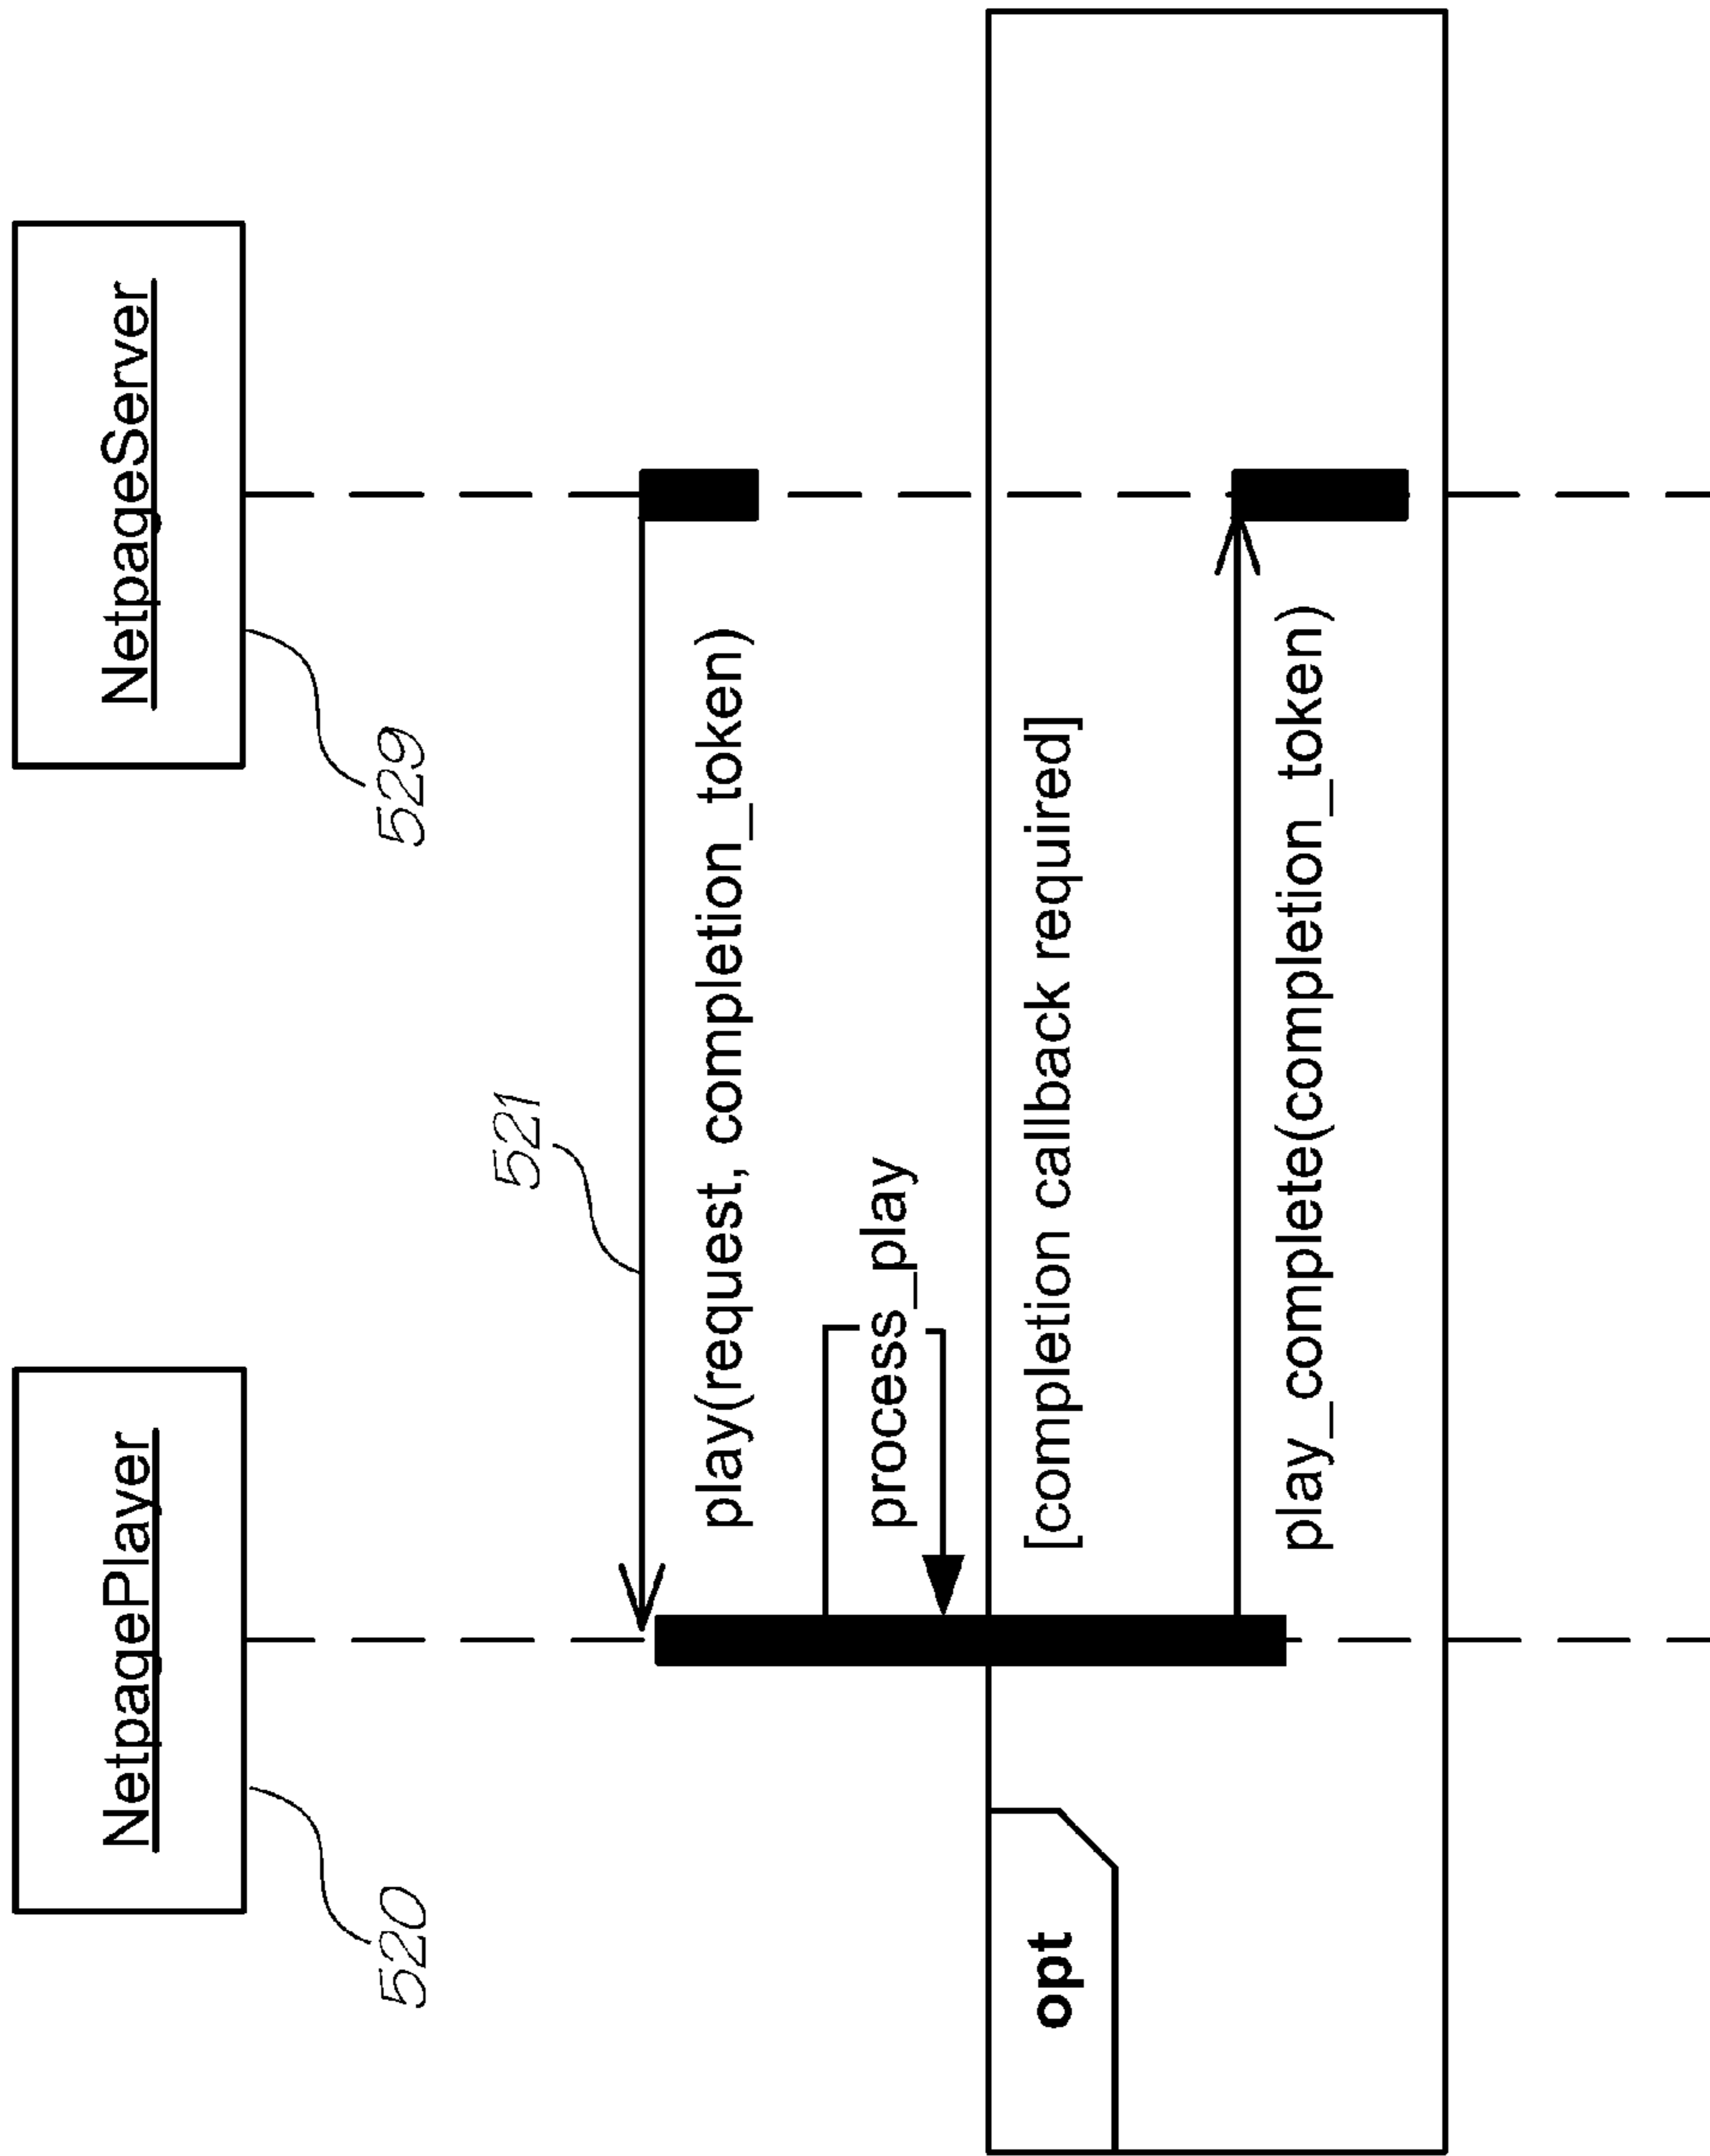 NetpagePlayer
NetpageServer
520
529
521
play(request, completion_token)
process_play
opt
[completion callback required]
play_complete(completion_token)